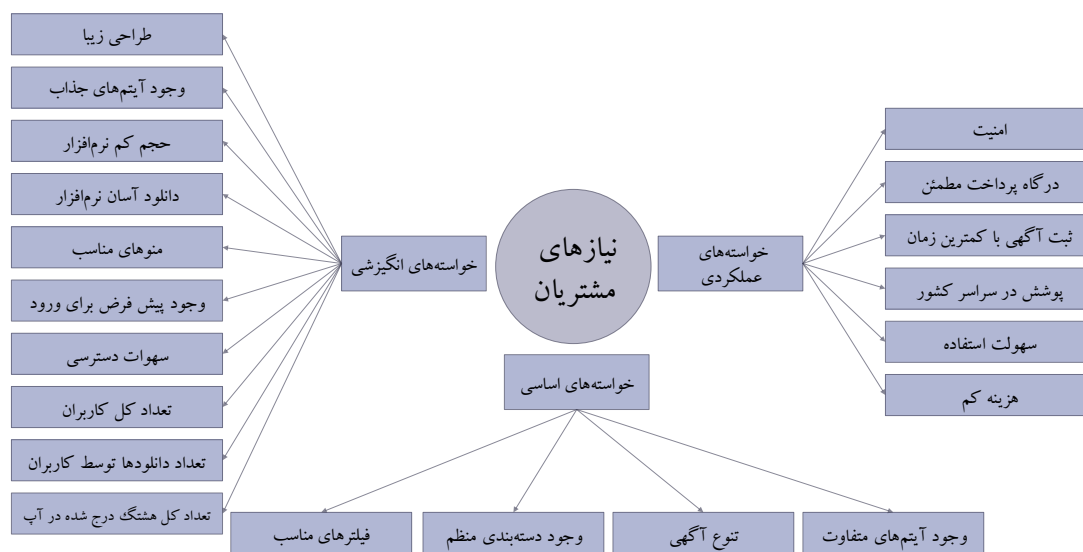 نیازهای
مشتریان
خواسته‌های
عملکردی
امنیت
درگاه پرداخت مطمئن
ثبت آگهی با کمترین زمان
پوشش در سراسر کشور
سهولت استفاده
هزینه کم
خواسته‌های انگیزشی
طراحی زیبا
وجود آیتم‌های جذاب
حجم کم نرم‌افزار
دانلود آسان نرم‌افزار
منوهای مناسب
وجود پیش فرض برای ورود
سهوات دسترسی
تعداد کل کاربران
تعداد دانلودها توسط کاربران
تعداد کل هشتگ درج شده در آپ
خواسته‌های اساسی
وجود آیتم‌های متفاوت
تنوع آگهی
وجود دسته‌بندی منظم
فیلترهای مناسب